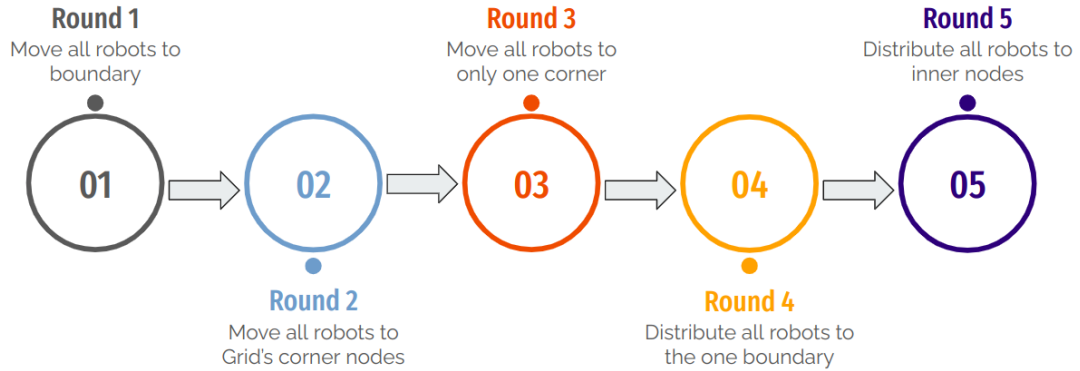 Round 1
Move all robots to
boundary
01
02
Round 2
Move all robots to
Grid's corner nodes
Round 3
Move all robots to
only one corner
03
04
Round 4
Distribute all robots to
the one boundary
Round 5
Distribute all robots to
inner nodes
05